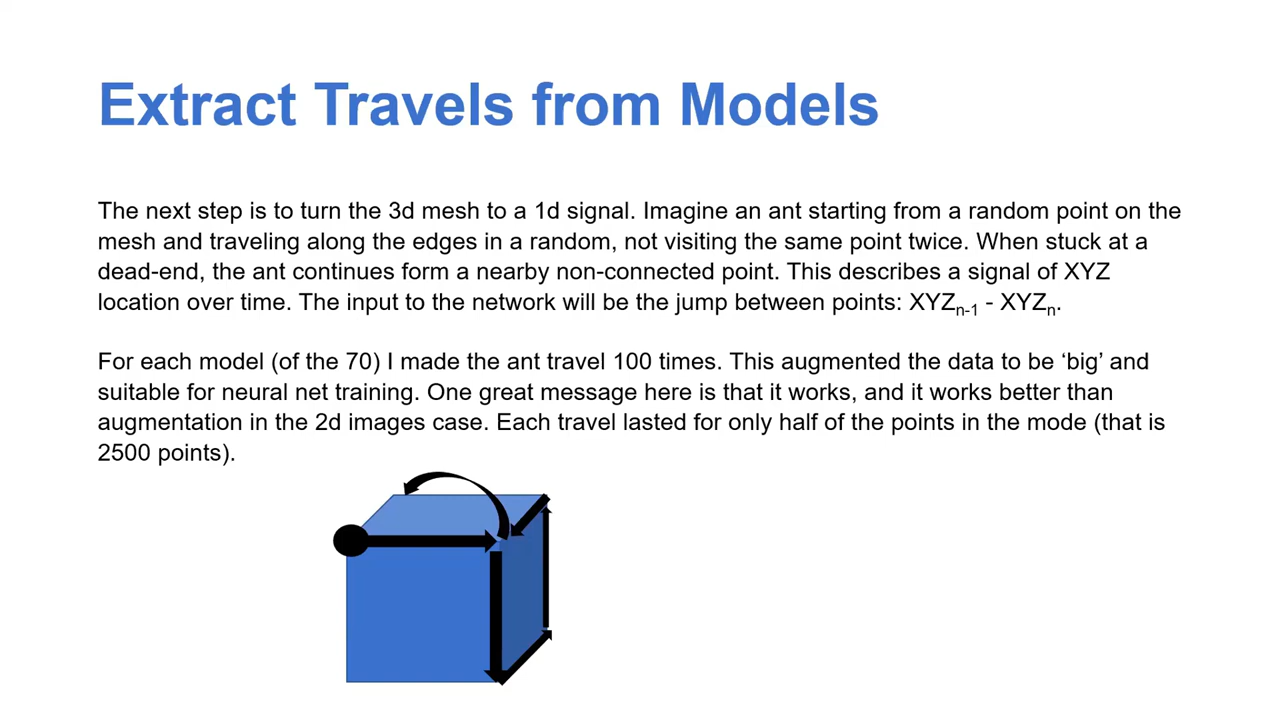 Extract Travels from Models
The next step is to turn the 3d mesh to a 1d signal. Imagine an ant starting from a random point on the
mesh and traveling along the edges in a random, not visiting the same point twice. When stuck at a
dead-end, the ant continues form a nearby non-connected point. This describes a signal of XYZ
location over time. The input to the network will be the jump between points: XYZn-1 - XYZn.
For each model (of the 70) I made the ant travel 100 times. This augmented the data to be ‘big’ and
suitable for neural net training. One great message here is that it works, and it works better than
augmentation in the 2d images case. Each travel lasted for only half of the points in the mode (that is
2500 points).